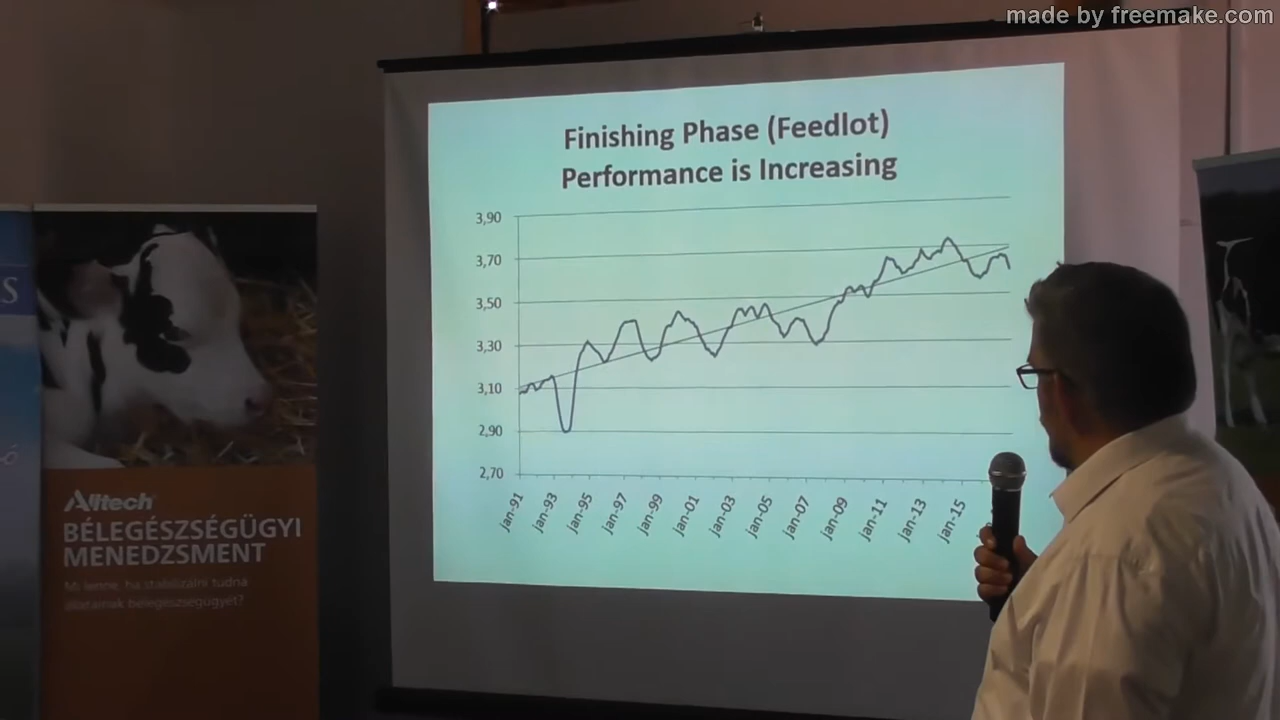 made by freemake.com
Finishing Phase (Feedlot)
Performance is Increasing
3,90
3,70
3,50
3,30
3,10
2,90
2,70
jan-91
jan-93
jan-95
jan-97
jan-99
jan-01
jan-03
jan-05
jan-07
jan-09
jan-11
jan-13
jan-15
S
ó
Alltech
BÉLEGÉSZSÉGÜGYI
MENEDZSMENT
Mi lenne, ha stabilizálni tudná
állatainak bélegészségügyét?